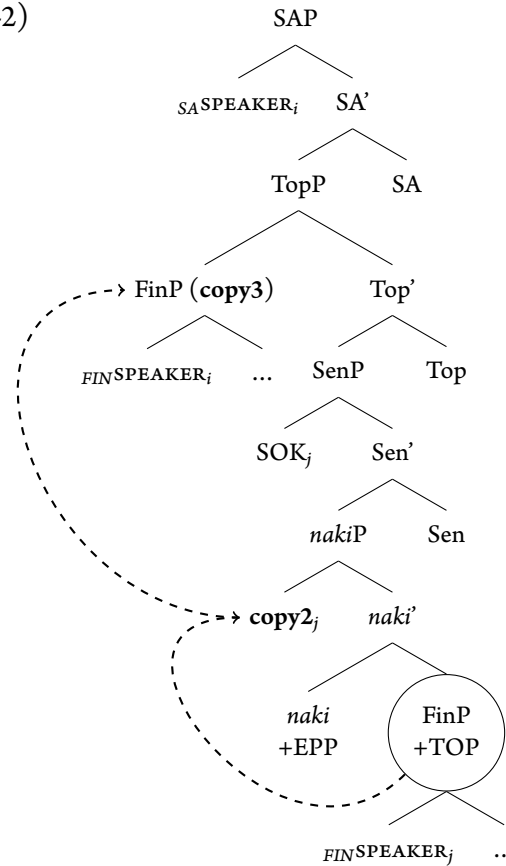 2)
SAP
SASPEAKERi SA’
TopP SA
FinP (copy3) Top’
FINSPEAKERi ... SenP Top
SOKj Sen’
nakiP Sen
copy2j naki’
naki FinP
+EPP +TOP
FINSPEAKERj ..